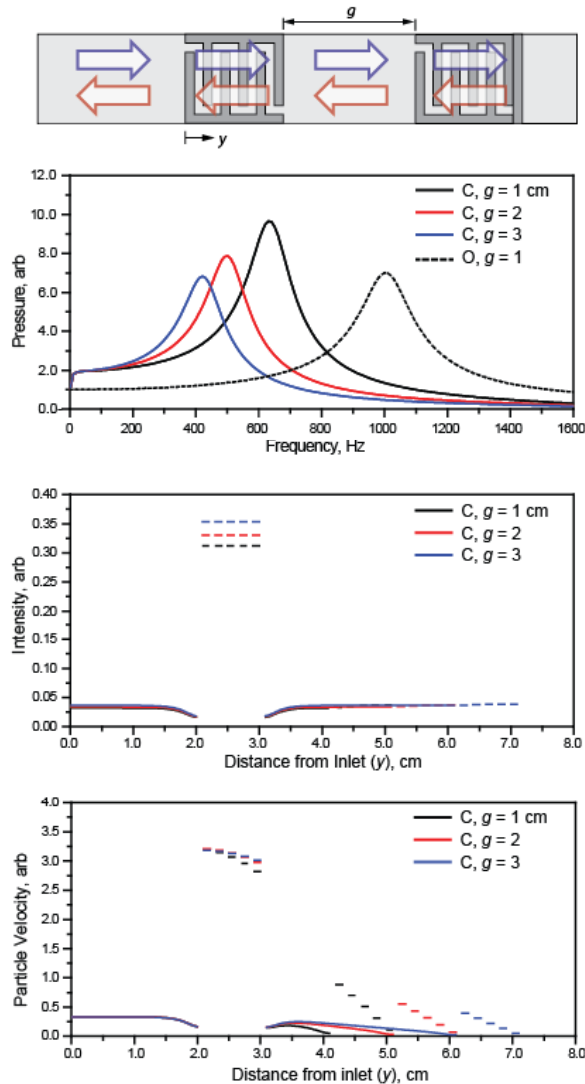 g
y
12.0
10.0
8.0
6.0
4.0
2.0
0.0
Pressure, arb
C, g = 1 cm
C, g = 2
C, g = 3
O, g = 1
0 200 400 600 800 1000 1200 1400 1600
Frequency, Hz
0.40
0.35
0.30
0.25
0.20
0.15
0.10
0.05
0.00
Intensity, arb
C, g = 1 cm
C, g = 2
C, g = 3
0.0 1.0 2.0 3.0 4.0 5.0 6.0 7.0 8.0
Distance from Inlet (y), cm
4.0
3.5
3.0
2.5
2.0
1.5
1.0
0.5
0.0
Particle Velocity, arb
C, g = 1 cm
C, g = 2
C, g = 3
0.0 1.0 2.0 3.0 4.0 5.0 6.0 7.0 8.0
Distance from inlet (y), cm